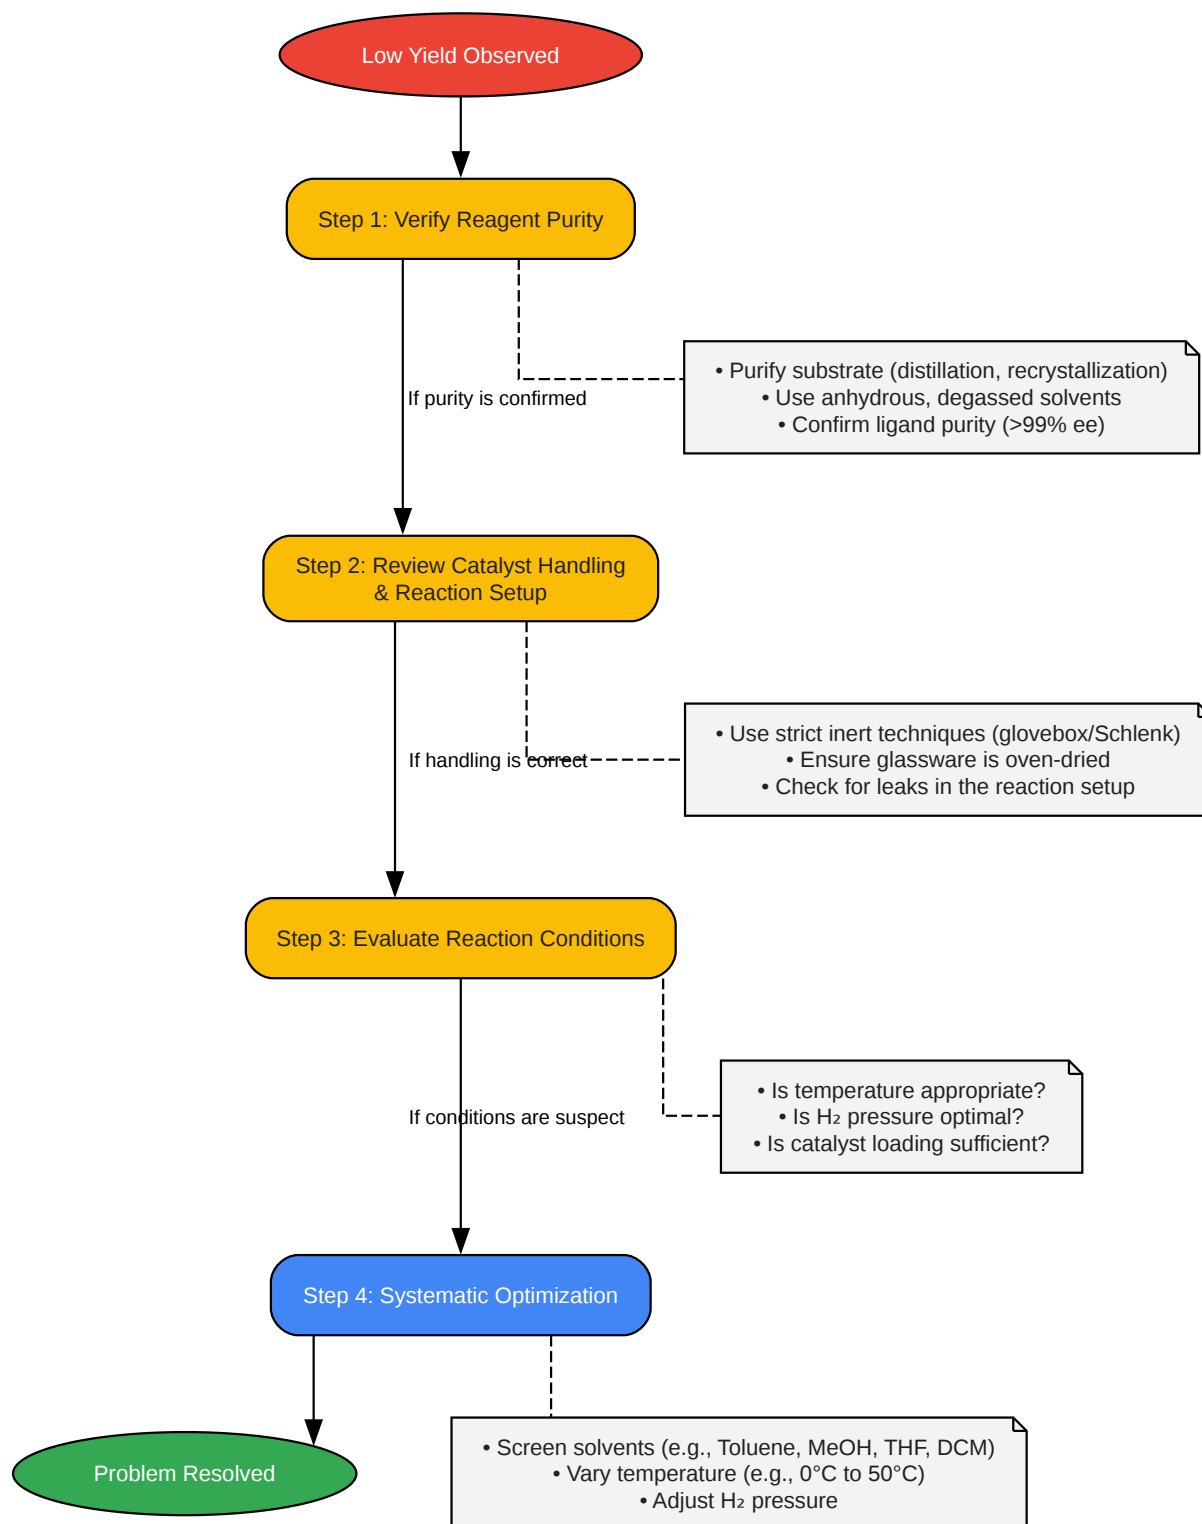 Low Yield Observed
Step 1: Verify Reagent Purity
• Purify substrate (distillation, recrystallization)
• Use anhydrous, degassed solvents
• Confirm ligand purity (>99% ee)
If purity is confirmed
Step 2: Review Catalyst Handling
& Reaction Setup
• Use strict inert techniques (glovebox/Schlenk)
• Ensure glassware is oven-dried
• Check for leaks in the reaction setup
If handling is correct
Step 3: Evaluate Reaction Conditions
• Is temperature appropriate?
• Is H₂ pressure optimal?
• Is catalyst loading sufficient?
If conditions are suspect
Step 4: Systematic Optimization
• Screen solvents (e.g., Toluene, MeOH, THF, DCM)
• Vary temperature (e.g., 0°C to 50°C)
• Adjust H₂ pressure
Problem Resolved